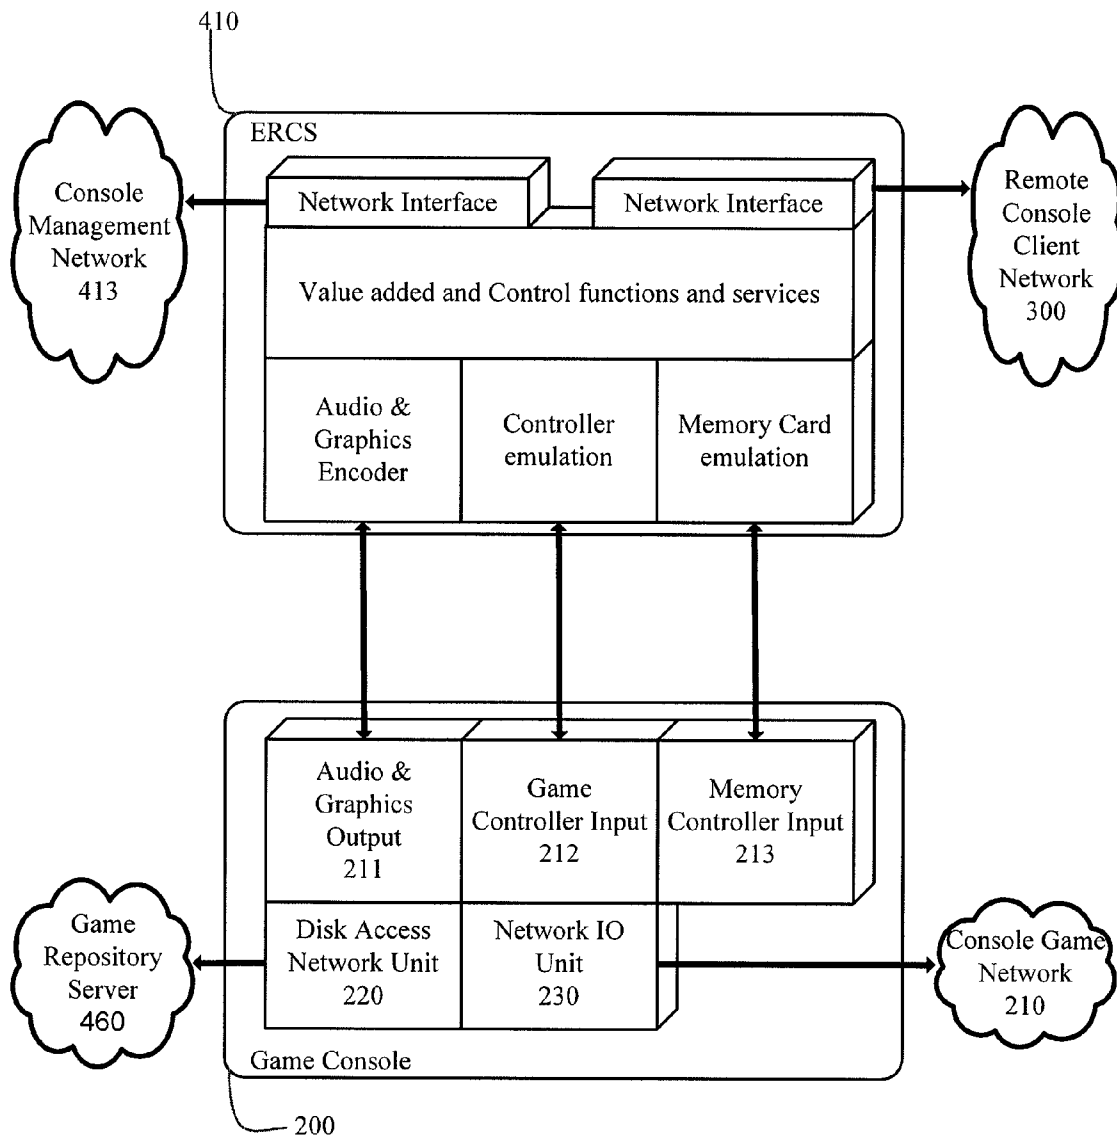 410
ERCS
Console
Management
Network
413
Network Interface
Network Interface
Remote
Console
Client
Network
300
Value added and Control functions and services
Audio &
Graphics
Encoder
Controller
emulation
Memory Card
emulation
Audio &
Graphics
Output
211
Game
Controller Input
212
Memory
Controller Input
213
Game
Repository
Server
460
Disk Access
Network Unit
220
Network IO
Unit
230
Console Game
Network
210
Game Console
200